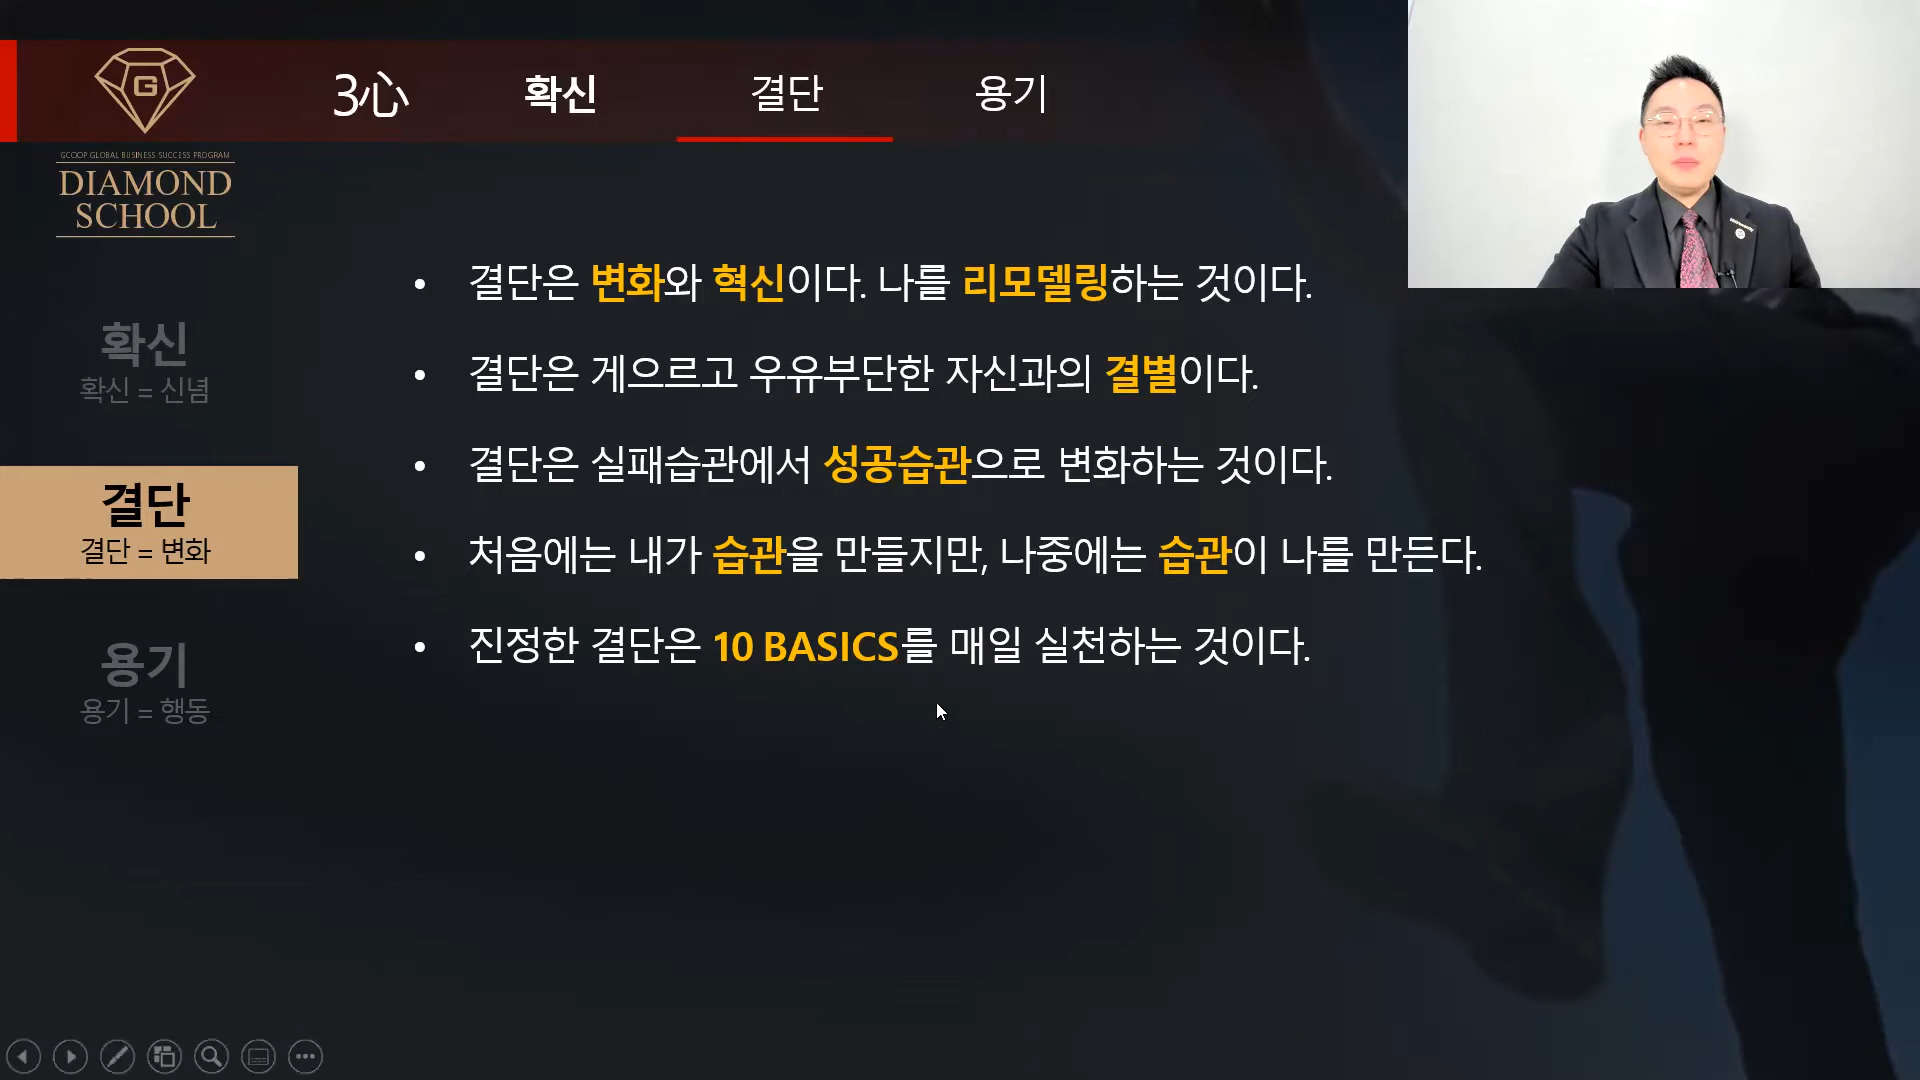 3心
확신
결단
용기
G
GCOOP GLOBAL BUSINESS SUCCESS PROGRAM
DIAMOND
SCHOOL
확신
확신 = 신념
결단
결단 = 변화
용기
용기 = 행동
• 결단은 변화와 혁신이다. 나를 리모델링하는 것이다.
• 결단은 게으르고 우유부단한 자신과의 결별이다.
• 결단은 실패습관에서 성공습관으로 변화하는 것이다.
• 처음에는 내가 습관을 만들지만, 나중에는 습관이 나를 만든다.
• 진정한 결단은 10 BASICS를 매일 실천하는 것이다.